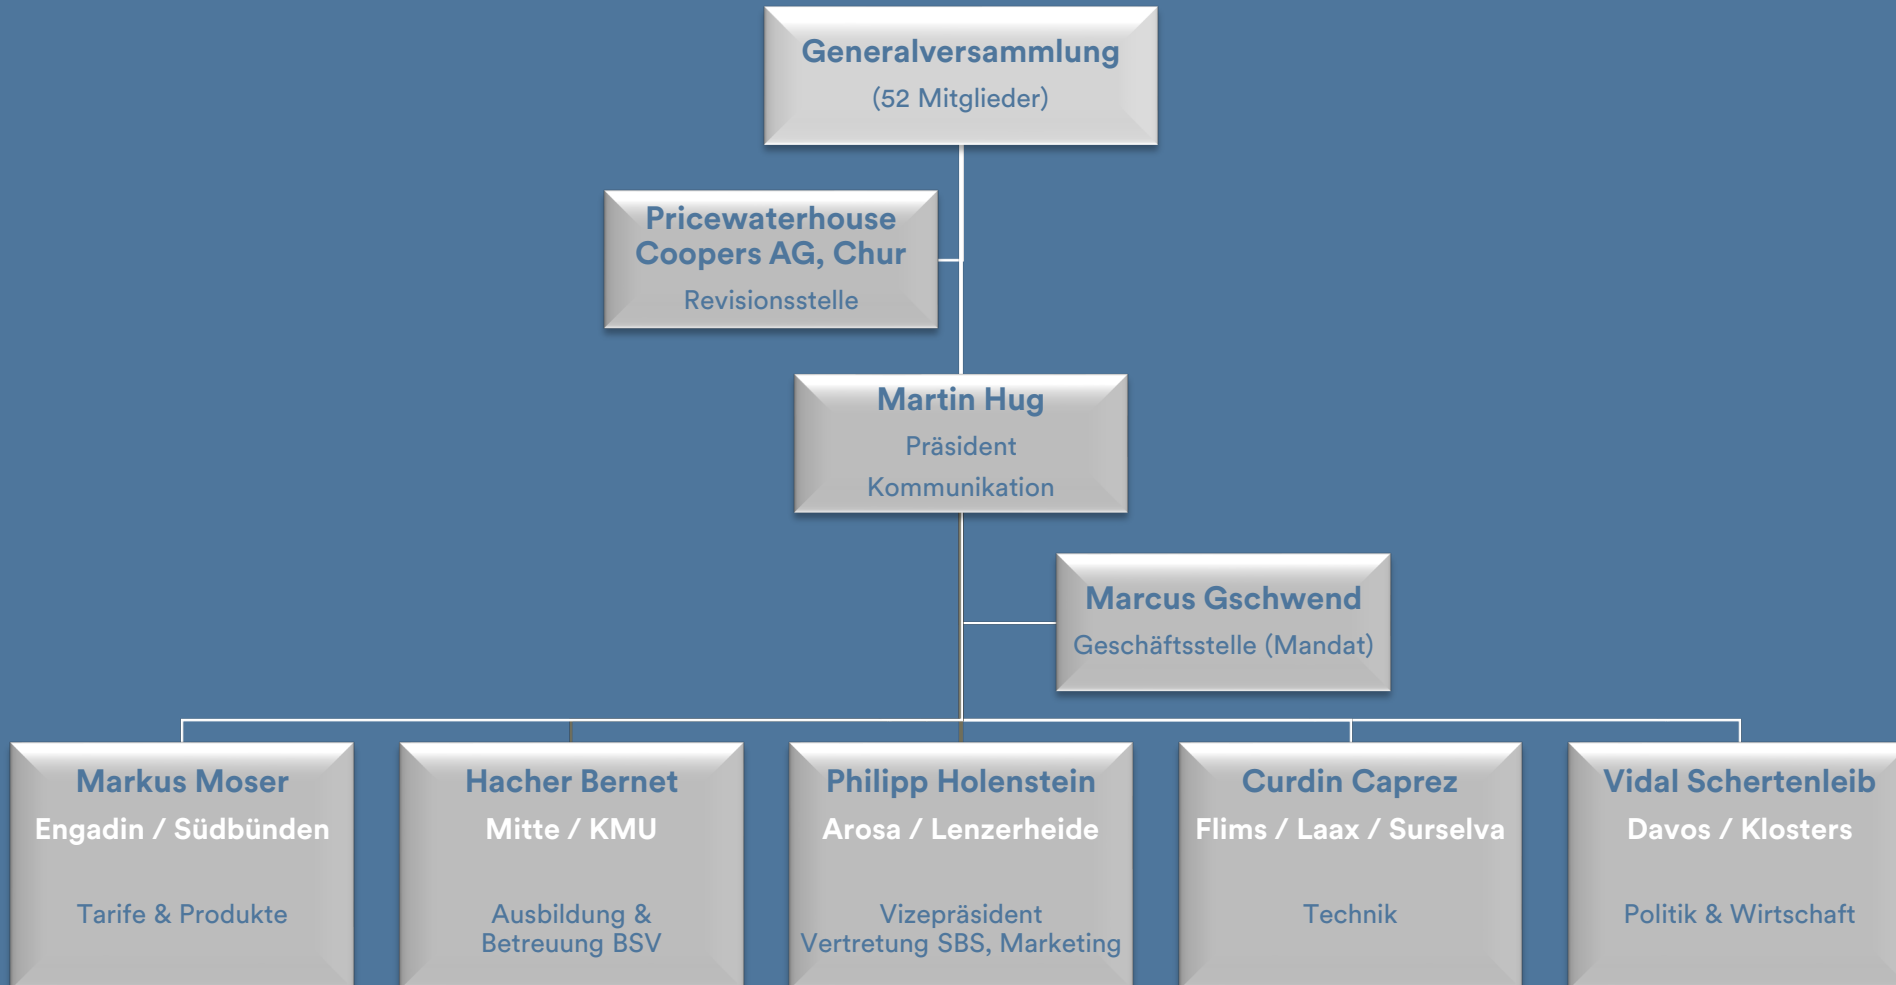 Generalversammlung
(52 Mitglieder)
Pricewaterhouse
Coopers AG, Chur
Revisionsstelle
Martin Hug
Präsident
Kommunikation
Marcus Gschwend
Geschäftsstelle (Mandat)
Markus Moser
Engadin / Südbünden
Tarife & Produkte
Hacher Bernet
Mitte / KMU
Ausbildung &
Betreuung BSV
Philipp Holenstein
Arosa / Lenzerheide
Vizepräsident
Vertretung SBS, Marketing
Curdin Caprez
Flims / Laax / Surselva
Technik
Vidal Schertenleib
Davos / Klosters
Politik & Wirtschaft